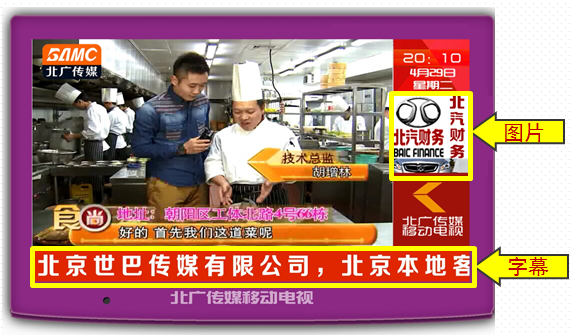 BAMC
北广传媒
20:10
4月29日
星期二
北汽财务
北汽财务
BAIC FINANCE
图片
技术总监
胡增林
食尚
地址: 朝阳区工体北路4号66栋
好的 首先我们这道菜呢
北广传媒
移动电视
北京世巴传媒有限公司，北京本地客
字幕
北广传媒移动电视